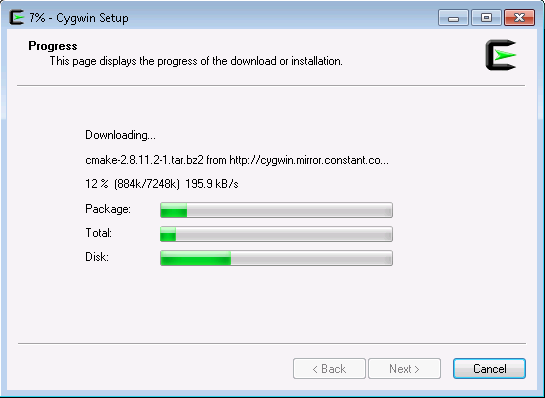 7% - Cygwin Setup
Progress
This page displays the progress of the download or installation.
Downloading...
cmake-2.8.11.2-1.tar.bz2 from http://cygwin.mirror.constant.co...
12 % (884k/7248k) 195.9 kB/s
Package:
Total:
Disk:
< Back
Next >
Cancel